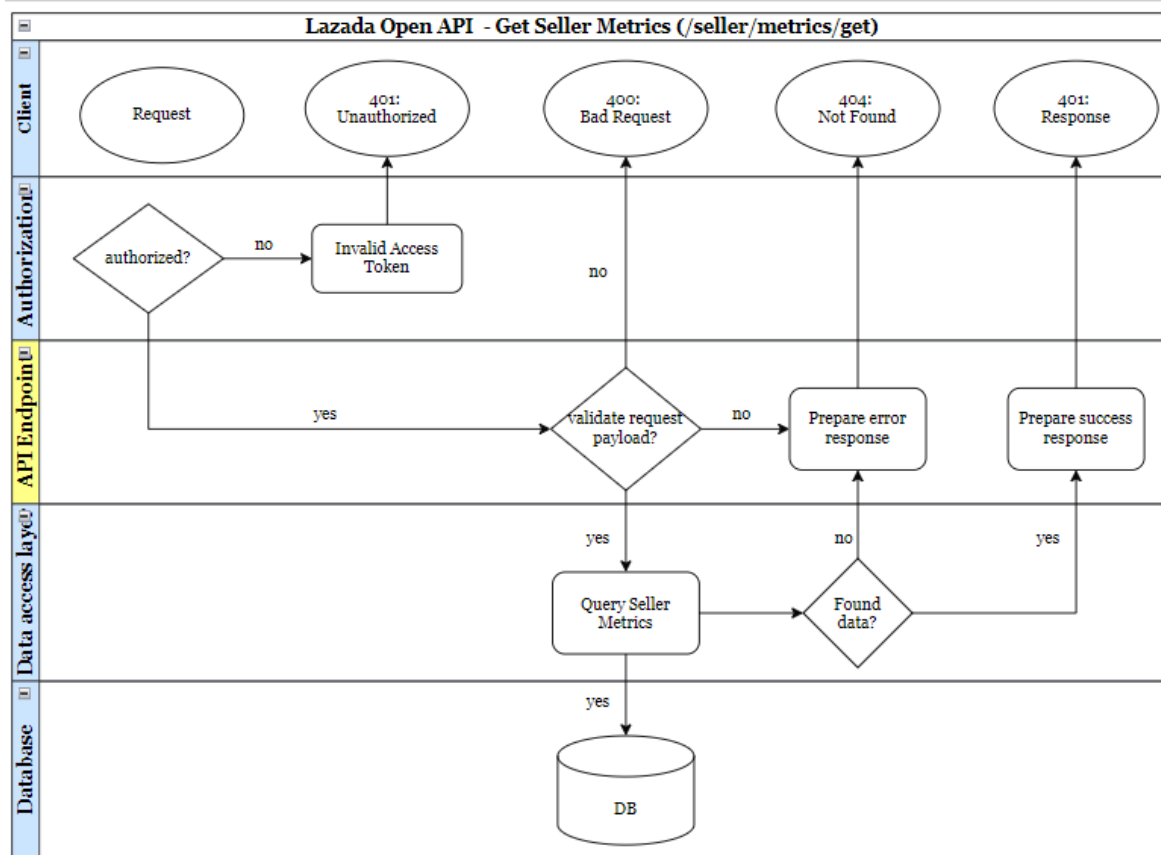 Lazada Open API - Get Seller Metrics (/seller/metrics/get)
Client
Request
401:
Unauthorized
400:
Bad Request
404:
Not Found
401:
Response
Authorization
authorized?
no
Invalid Access
Token
no
API Endpoint
yes
validate request
payload?
no
Prepare error
response
Prepare success
response
Data access layer
yes
no
yes
Query Seller
Metrics
Found
data?
Database
yes
DB